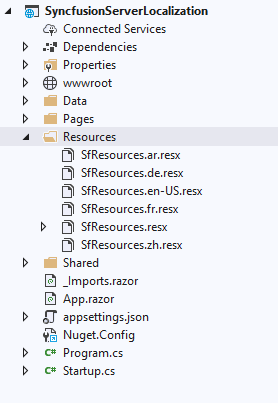 SyncfusionServerLocalization
Connected Services
Dependencies
Properties
wwwroot
Data
Pages
Resources
SfResources.ar.resx
SfResources.de.resx
SfResources.en-US.resx
SfResources.fr.resx
SfResources.resx
SfResources.zh.resx
Shared
_Imports.razor
App.razor
appsettings.json
Nuget.Config
C# Program.cs
C# Startup.cs